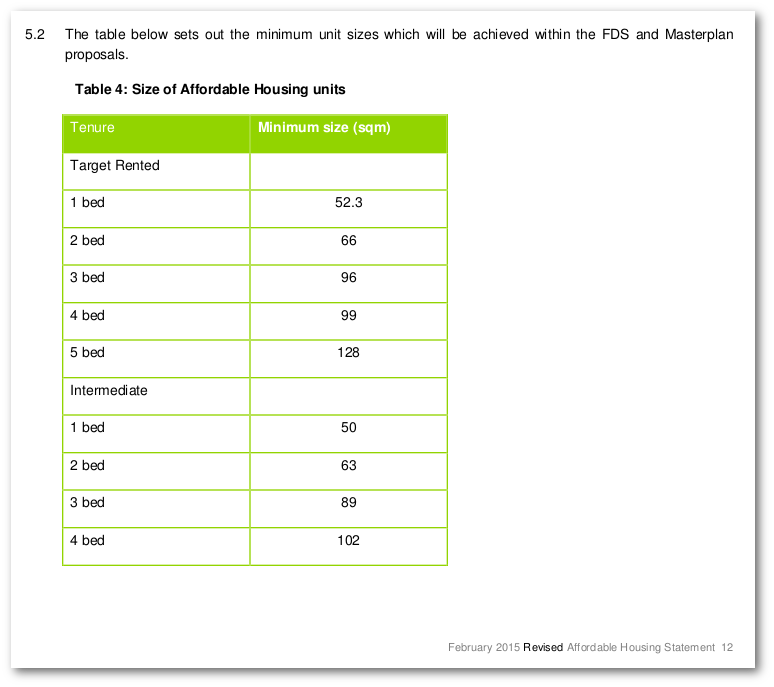 5.2 The table below sets out the minimum unit sizes which will be achieved within the FDS and Masterplan
proposals.
Table 4: Size of Affordable Housing units
Tenure Minimum size (sqm)
Target Rented
1 bed 52.3
2 bed 66
3 bed 96
4 bed 99
5 bed 128
Intermediate
1 bed 50
2 bed 63
3 bed 89
4 bed 102
February 2015 Revised Affordable Housing Statement 12